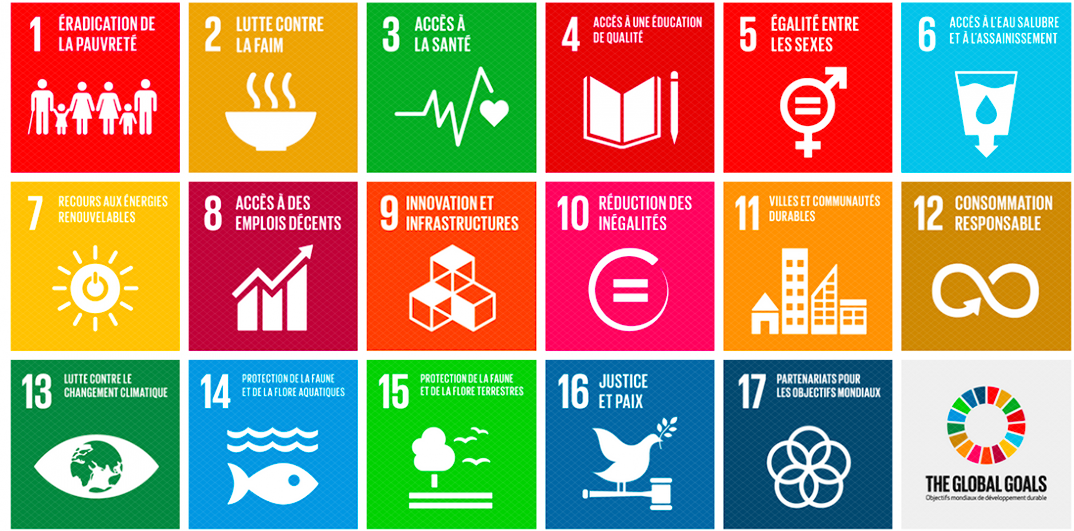 1 ÉRADICATION DE
LA PAUVRETÉ
2 LUTTE CONTRE
LA FAIM
3 ACCÈS À
LA SANTÉ
4 ACCÈS À UNE ÉDUCATION
DE QUALITÉ
5 ÉGALITÉ ENTRE
LES SEXES
6 ACCÈS À L'EAU SALUBRE
ET À L'ASSAINISSEMENT
7 RECOURS AUX ÉNERGIES
RENOUVELABLES
8 ACCÈS À DES
EMPLOIS DÉCENTS
9 INNOVATION ET
INFRASTRUCTURES
10 RÉDUCTION DES
INÉGALITÉS
11 VILLES ET COMMUNAUTÉS
DURABLES
12 CONSOMMATION
RESPONSABLE
13 LUTTE CONTRE LE
CHANGEMENT CLIMATIQUE
14 PROTECTION DE LA FAUNE
ET DE LA FLORE AQUATIQUES
15 PROTECTION DE LA FAUNE
ET DE LA FLORE TERRESTRES
16 JUSTICE
ET PAIX
17 PARTENARIATS POUR
LES OBJECTIFS MONDIAUX
THE GLOBAL GOALS
Objectifs mondiaux de développement durable